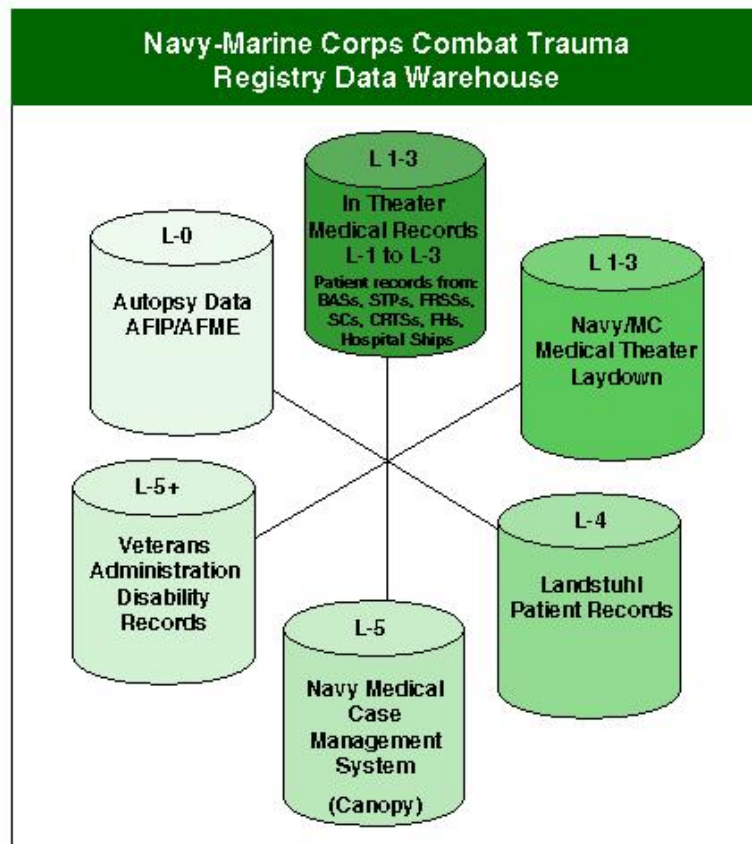 Navy-Marine Corps Combat Trauma
Registry Data Warehouse
L 1-3
In Theater
Medical Records
L-1 to L-3
Patient records from:
BASs, STPs, FRSSs,
SCs, CRTSs, FHs,
Hospital Ships
L-0
Autopsy Data
AFIP/AFME
L 1-3
Navy/MC
Medical Theater
Laydown
L-5+
Veterans
Administration
Disability
Records
L-4
Landstuhl
Patient Records
L-5
Navy Medical
Case
Management
System
(Canopy)